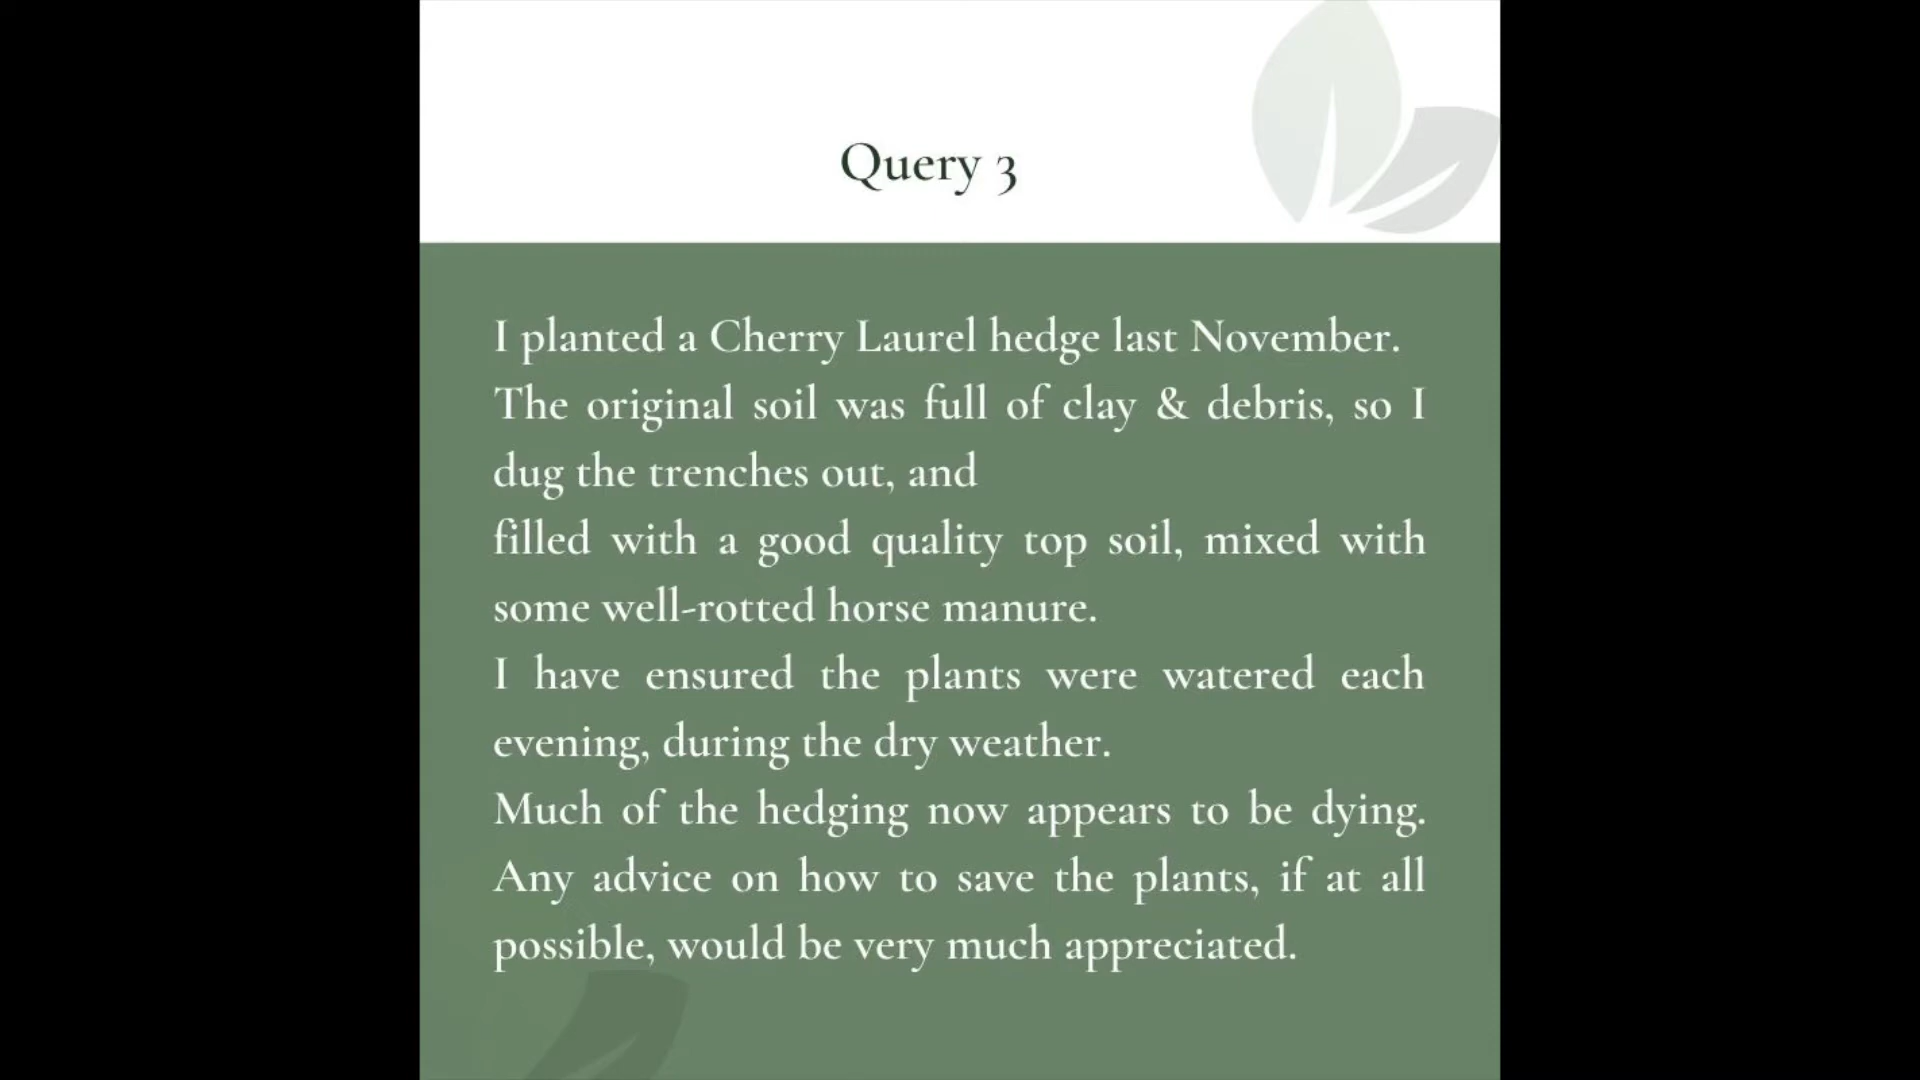 Query 3
I planted a Cherry Laurel hedge last November.
The original soil was full of clay & debris, so I
dug the trenches out, and
filled with a good quality top soil, mixed with
some well-rotted horse manure.
I have ensured the plants were watered each
evening, during the dry weather.
Much of the hedging now appears to be dying.
Any advice on how to save the plants, if at all
possible, would be very much appreciated.